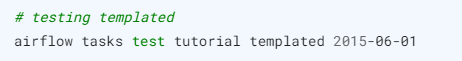 # testing templated
airflow tasks test tutorial templated 2015-06-01